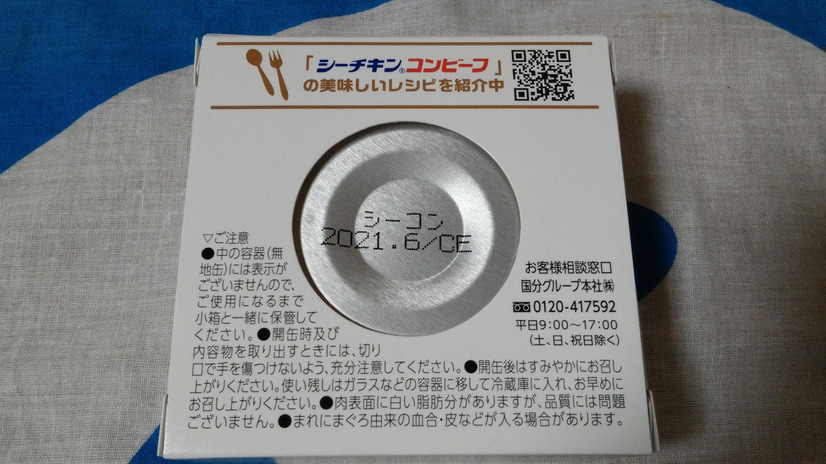 「シーチキン®コンビーフ」
の美味しいレシピを紹介中
シーコン
2021.6/CE
▽ご注意
●中の容器(無
地缶)には表示が
ございませんので、
ご使用になるまで
小箱と一緒に保管して
ください。●開缶時及び
内容物を取り出すときには、切り
口で手を傷つけないよう、充分注意してください。●開缶後はすみやかにお召し
上がりください。使い残しはガラスなどの容器に移して冷蔵庫に入れ、お早めに
お召し上がりください。●肉表面に白い脂肪分がありますが、品質には問題
ございません。●まれにまぐろ由来の血合・皮などが入る場合があります。
お客様相談窓口
国分グループ本社㈱
0120-417592
平日9:00〜17:00
(土、日、祝日除く)